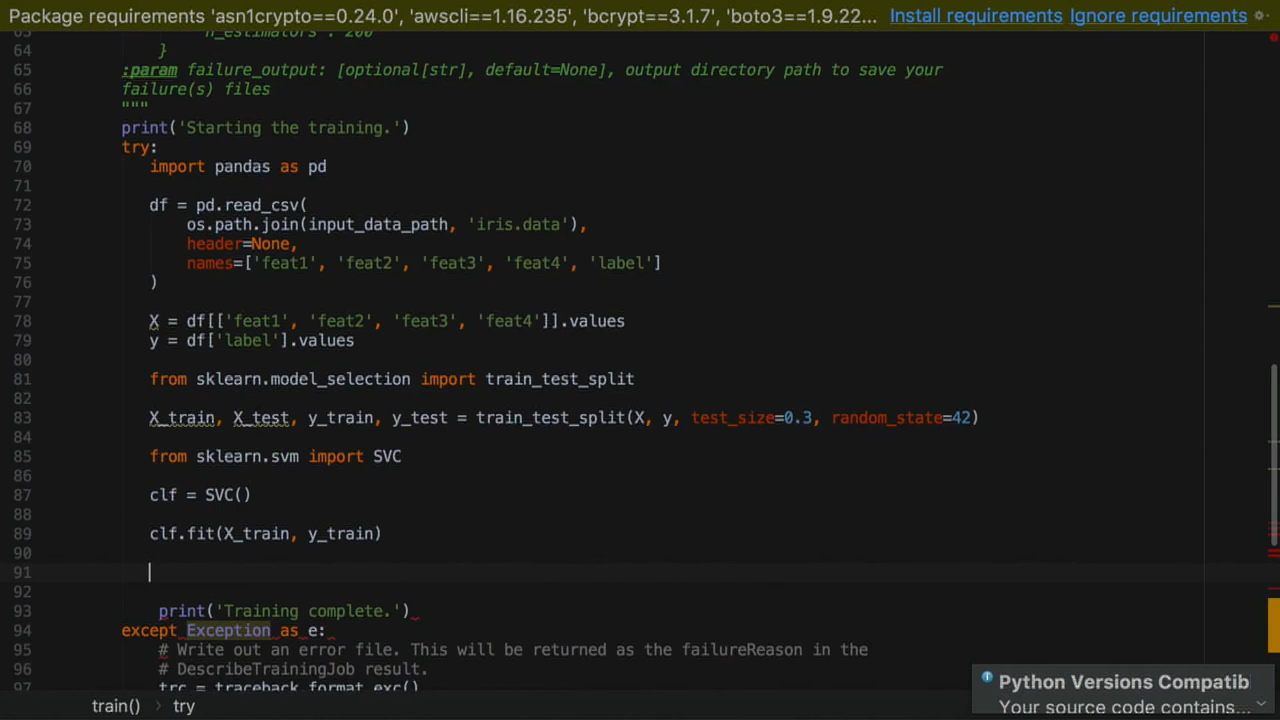 Package requirements 'asn1crypto==0.24.0', 'awscli==1.16.235', 'bcrypt==3.1.7', 'boto3==1.9.22... Install requirements Ignore requirements
63 'n_estimators': 200
64 }
65 :param failure_output: [optional[str], default=None], output directory path to save your
66 failure(s) files
67 """
68 print('Starting the training.')
69 try:
70 import pandas as pd
71
72 df = pd.read_csv(
73 os.path.join(input_data_path, 'iris.data'),
74 header=None,
75 names=['feat1', 'feat2', 'feat3', 'feat4', 'label']
76 )
77
78 X = df[['feat1', 'feat2', 'feat3', 'feat4']].values
79 y = df['label'].values
80
81 from sklearn.model_selection import train_test_split
82
83 X_train, X_test, y_train, y_test = train_test_split(X, y, test_size=0.3, random_state=42)
84
85 from sklearn.svm import SVC
86
87 clf = SVC()
88
89 clf.fit(X_train, y_train)
90
91
92
93 print('Training complete.')
94 except Exception as e:
95 # Write out an error file. This will be returned as the failureReason in the
96 # DescribeTrainingJob result.
97 trc = traceback.format_exc()
Python Versions Compatib
Your source code contains...
train() › try